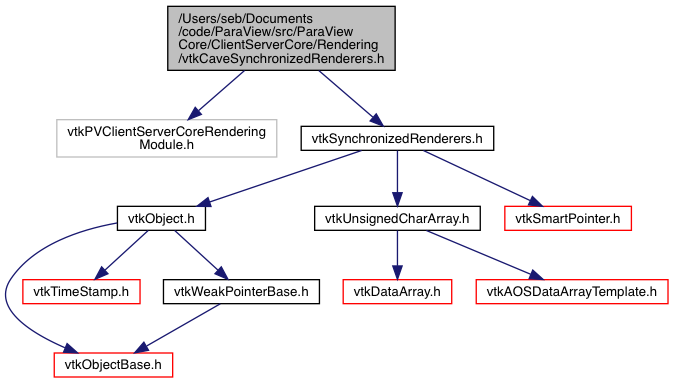 /Users/seb/Documents
/code/ParaView/src/ParaView
Core/ClientServerCore/Rendering
/vtkCaveSynchronizedRenderers.h
vtkPVClientServerCoreRendering
Module.h
vtkSynchronizedRenderers.h
vtkObject.h
vtkUnsignedCharArray.h
vtkSmartPointer.h
vtkTimeStamp.h
vtkWeakPointerBase.h
vtkDataArray.h
vtkAOSDataArrayTemplate.h
vtkObjectBase.h